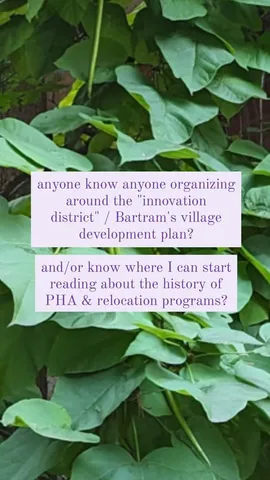 anyone know anyone organizing
around the "innovation
district" / Bartram's village
development plan?
and/or know where I can start
reading about the history of
PHA & relocation programs?